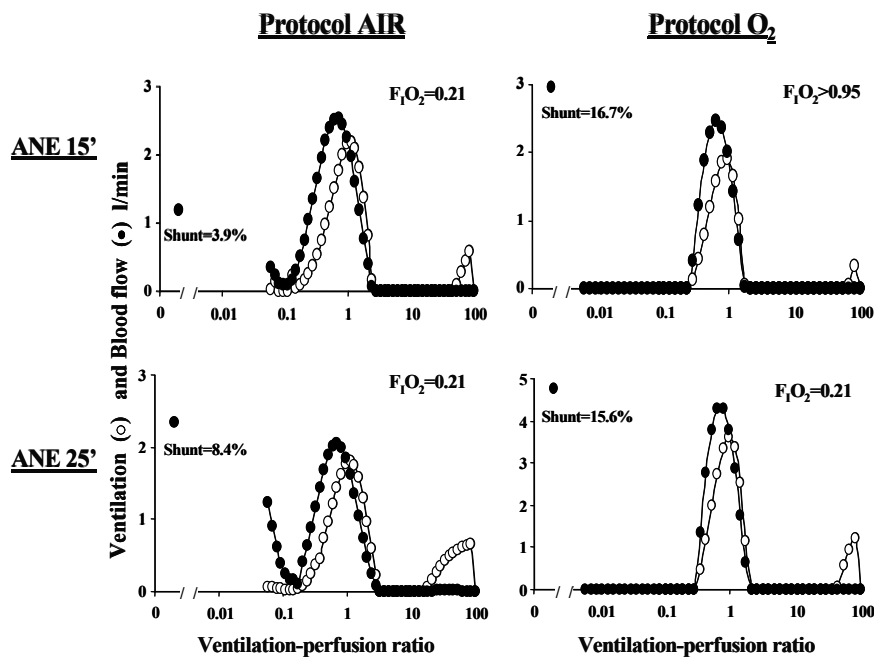 Protocol AIR
Protocol O₂
ANE 15'
ANE 25'
Ventilation (○) and Blood flow (●) l/min
3
2
1
0
FIO2=0.21
Shunt=3.9%
0 // 0.01 0.1 1 10 100
3
2
1
0
FIO2>0.95
Shunt=16.7%
0 // 0.01 0.1 1 10 100
3
2
1
0
FIO2=0.21
Shunt=8.4%
0 // 0.01 0.1 1 10 100
Ventilation-perfusion ratio
5
4
3
2
1
0
FIO2=0.21
Shunt=15.6%
0 // 0.01 0.1 1 10 100
Ventilation-perfusion ratio